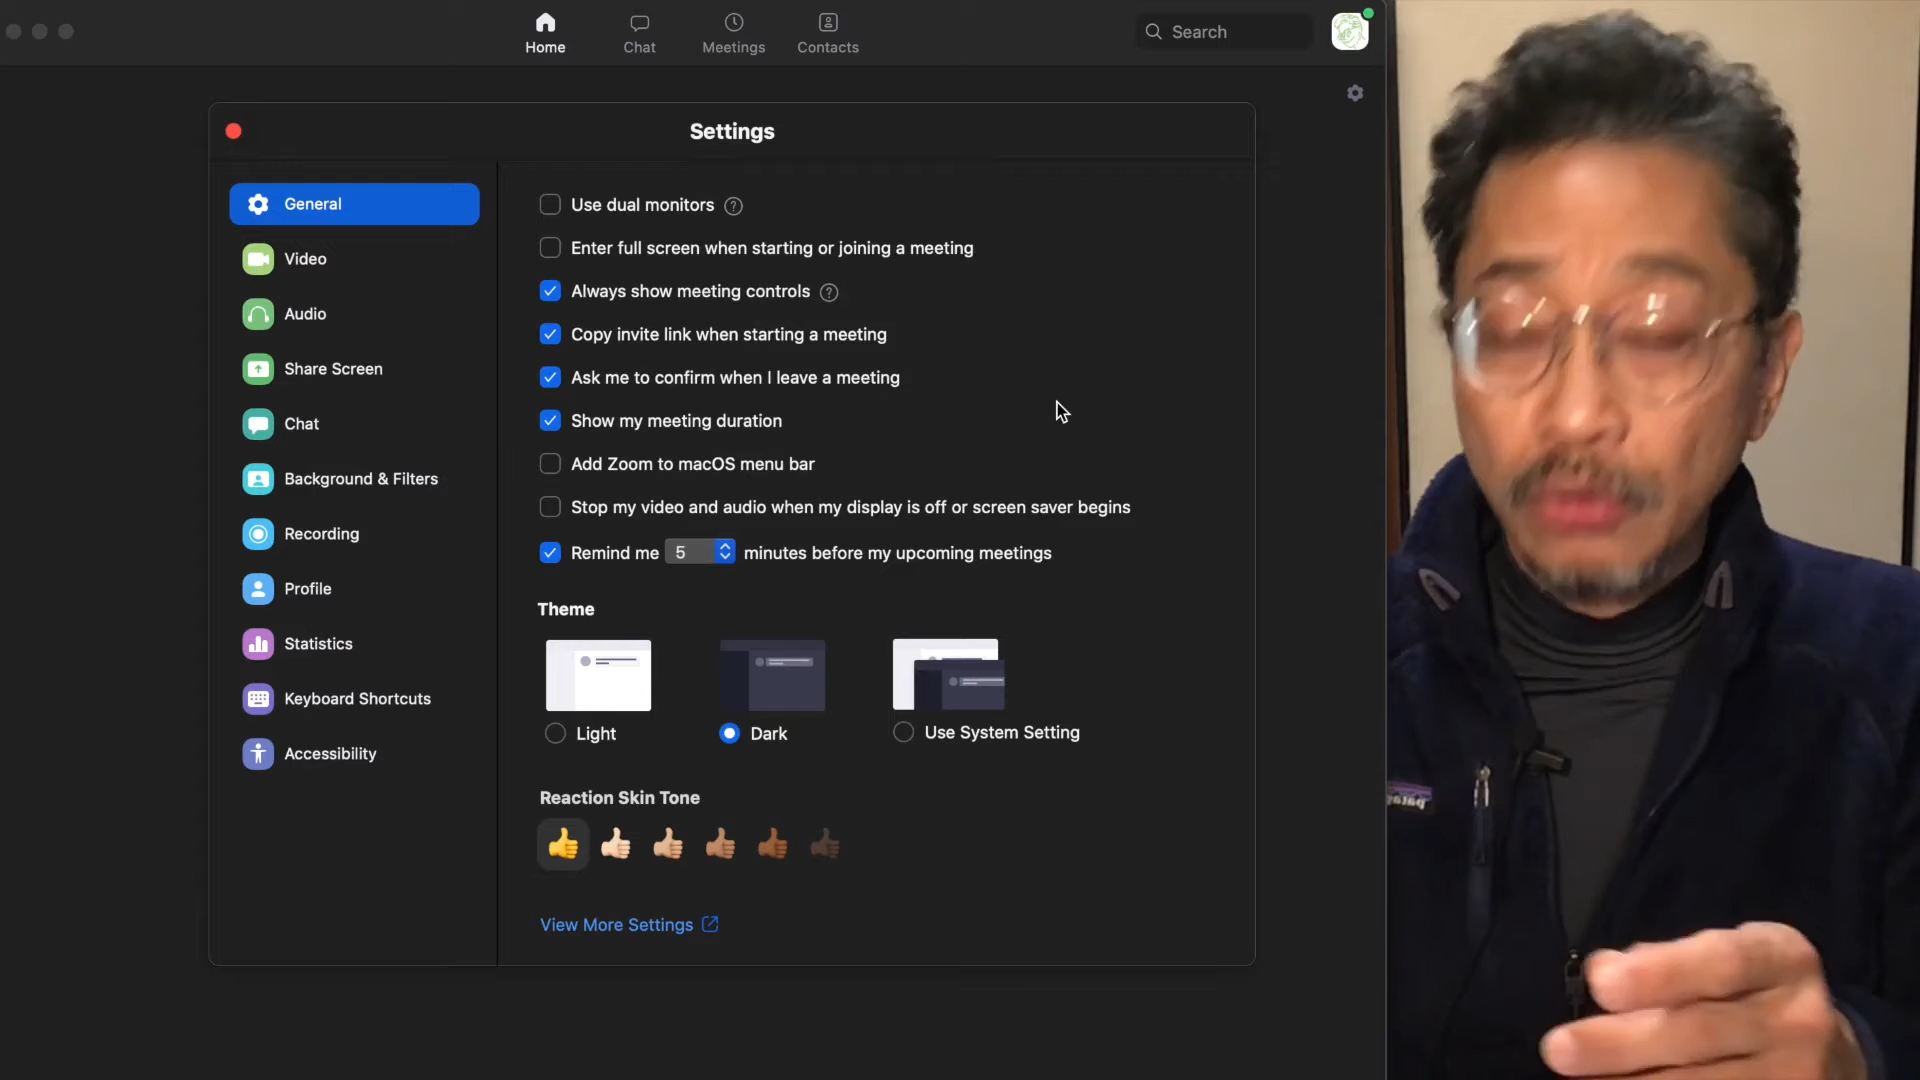 Home
Chat
Meetings
Contacts
Search
Settings
General
Video
Audio
Share Screen
Chat
Background & Filters
Recording
Profile
Statistics
Keyboard Shortcuts
Accessibility
Use dual monitors ?
Enter full screen when starting or joining a meeting
Always show meeting controls ?
Copy invite link when starting a meeting
Ask me to confirm when I leave a meeting
Show my meeting duration
Add Zoom to macOS menu bar
Stop my video and audio when my display is off or screen saver begins
Remind me 5 minutes before my upcoming meetings
Theme
Light
Dark
Use System Setting
Reaction Skin Tone
View More Settings
patagonia